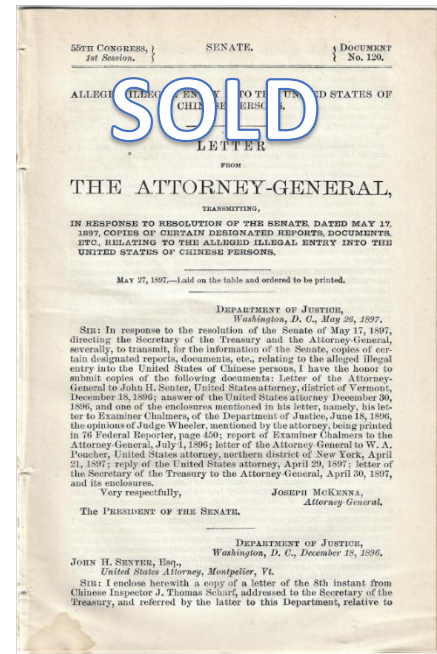 55TH CONGRESS, } SENATE. { DOCUMENT
1st Session. } { No. 120.
ALLEGED ILLEGAL ENTRY INTO THE UNITED STATES OF
CHINESE PERSONS.
SOLD
LETTER
FROM
THE ATTORNEY-GENERAL,
TRANSMITTING,
IN RESPONSE TO RESOLUTION OF THE SENATE, DATED MAY 17,
1897, COPIES OF CERTAIN DESIGNATED REPORTS, DOCUMENTS,
ETC., RELATING TO THE ALLEGED ILLEGAL ENTRY INTO THE
UNITED STATES OF CHINESE PERSONS.
MAY 27, 1897.—Laid on the table and ordered to be printed.
DEPARTMENT OF JUSTICE,
Washington, D. C., May 26, 1897.
SIR: In response to the resolution of the Senate of May 17, 1897,
directing the Secretary of the Treasury and the Attorney-General,
severally, to transmit, for the information of the Senate, copies of cer-
tain designated reports, documents, etc., relating to the alleged illegal
entry into the United States of Chinese persons, I have the honor to
submit copies of the following documents: Letter of the Attorney-
General to John H. Senter, United States attorney, district of Vermont,
December 18, 1896; answer of the United States attorney December 30,
1896, and one of the enclosures mentioned in his letter, namely, his let-
ter to Examiner Chalmers, of the Department of Justice, June 18, 1896,
the opinions of Judge Wheeler, mentioned by the attorney, being printed
in 76 Federal Reporter, page 450; report of Examiner Chalmers to the
Attorney-General, July 1, 1896; letter of the Attorney-General to W. A.
Poucher, United States attorney, northern district of New York, April
21, 1897; reply of the United States attorney, April 29, 1897; letter of
the Secretary of the Treasury to the Attorney-General, April 30, 1897,
and its enclosures.
Very respectfully, JOSEPH MCKENNA,
Attorney-General.
The PRESIDENT OF THE SENATE.
DEPARTMENT OF JUSTICE,
Washington, D. C., December 18, 1896.
JOHN H. SENTER, Esq.,
United States Attorney, Montpelier, Vt.
SIR: I enclose herewith a copy of a letter of the 8th instant from
Chinese Inspector J. Thomas Scharf, addressed to the Secretary of the
Treasury, and referred by the latter to this Department, relative to